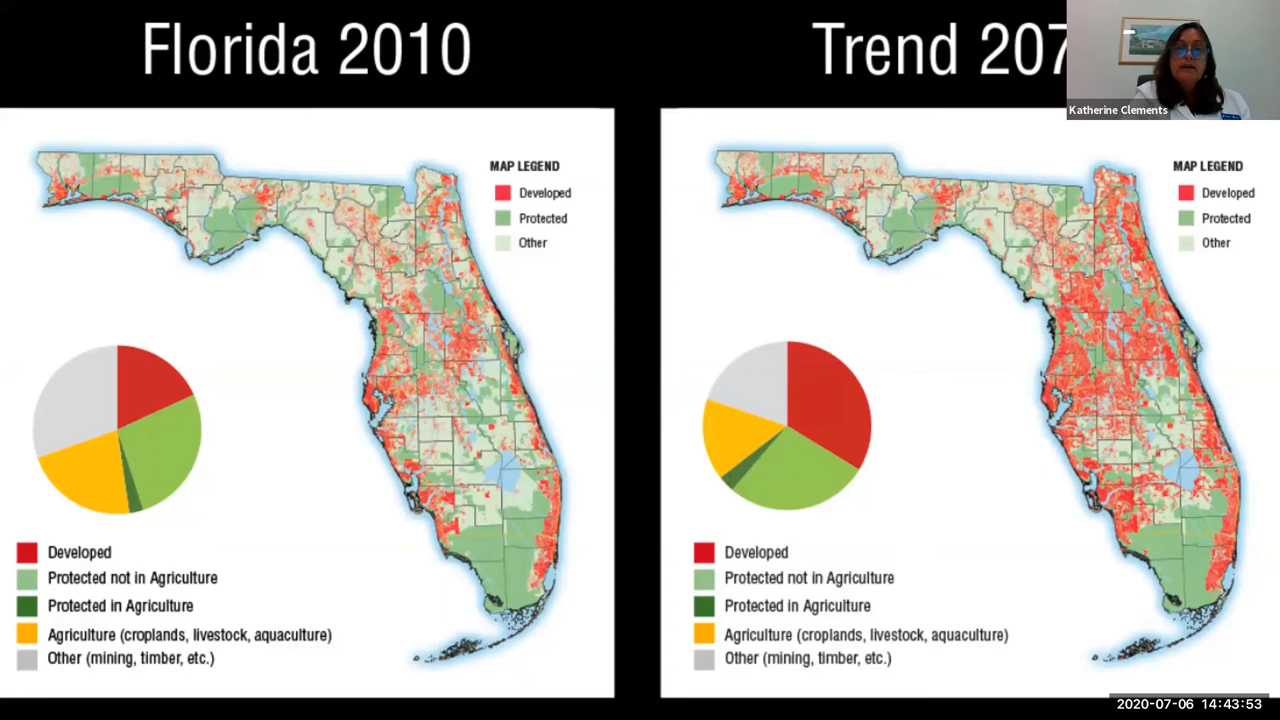 Florida 2010
Trend 207
Katherine Clements
MAP LEGEND
Developed
Protected
Other
MAP LEGEND
Developed
Protected
Other
Developed
Protected not in Agriculture
Protected in Agriculture
Agriculture (croplands, livestock, aquaculture)
Other (mining, timber, etc.)
Developed
Protected not in Agriculture
Protected in Agriculture
Agriculture (croplands, livestock, aquaculture)
Other (mining, timber, etc.)
2020-07-06 14:43:53